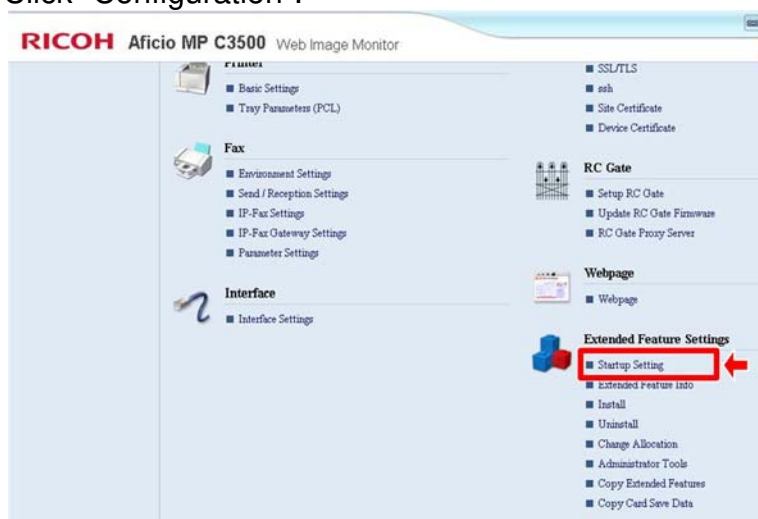 Click "Configuration".
RICOH Aficio MP C3500 Web Image Monitor
Printer
Basic Settings
Tray Parameters (PCL)
Fax
Environment Settings
Send / Reception Settings
IP-Fax Settings
IP-Fax Gateway Settings
Parameter Settings
Interface
Interface Settings
SSL/TLS
ssh
Site Certificate
Device Certificate
RC Gate
Setup RC Gate
Update RC Gate Firmware
RC Gate Proxy Server
Webpage
Webpage
Extended Feature Settings
Startup Setting
Extended Feature Info
Install
Uninstall
Change Allocation
Administrator Tools
Copy Extended Features
Copy Card Save Data